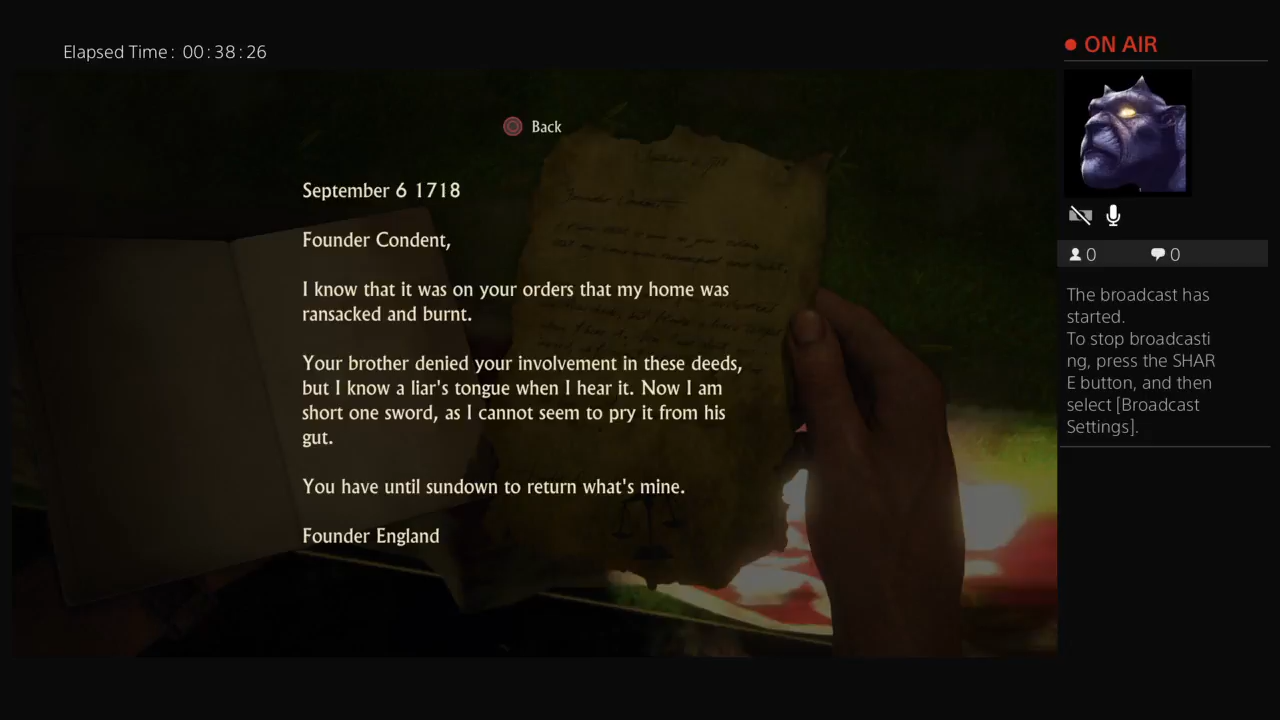 Elapsed Time: 00:38:26
ON AIR
Back
September 6 1718
Founder Condent,
I know that it was on your orders that my home was
ransacked and burnt.
Your brother denied your involvement in these deeds,
but I know a liar's tongue when I hear it. Now I am
short one sword, as I cannot seem to pry it from his
gut.
You have until sundown to return what's mine.
Founder England
0
0
The broadcast has
started.
To stop broadcasti
ng, press the SHAR
E button, and then
select [Broadcast
Settings].